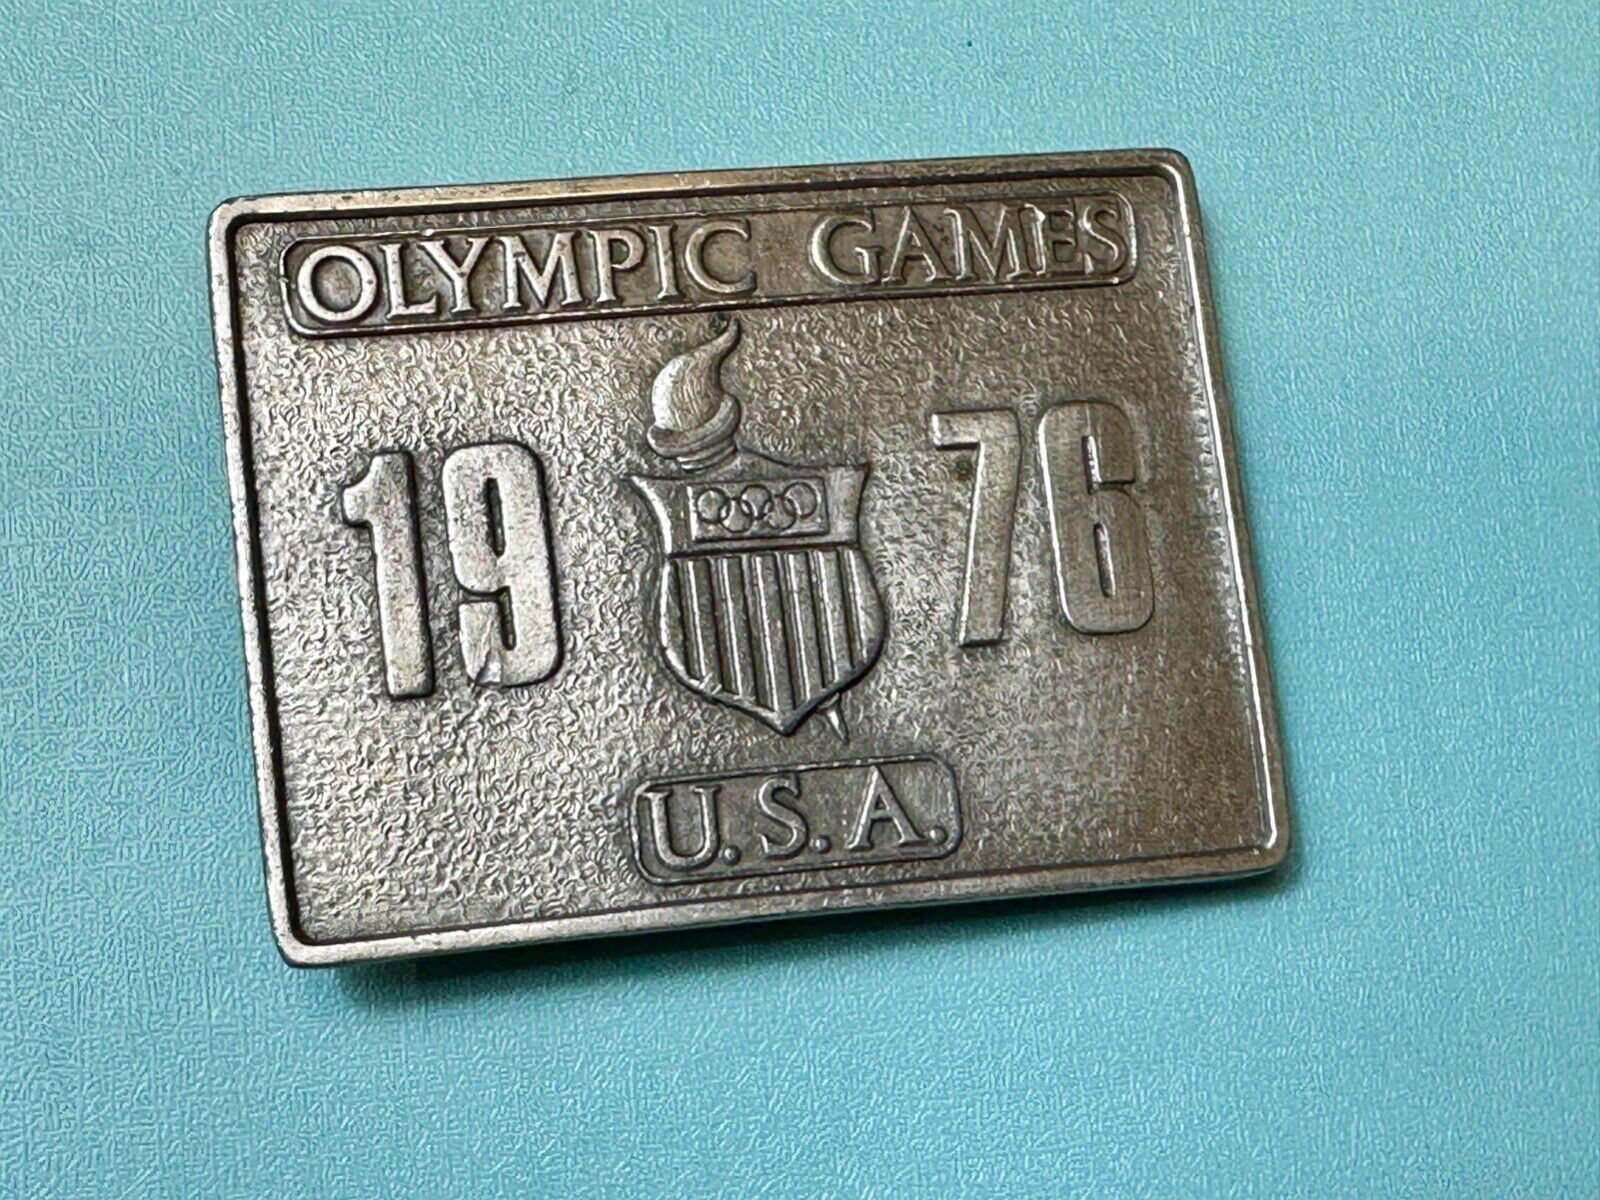 OLYMPIC GAMES
19 76
U.S.A.